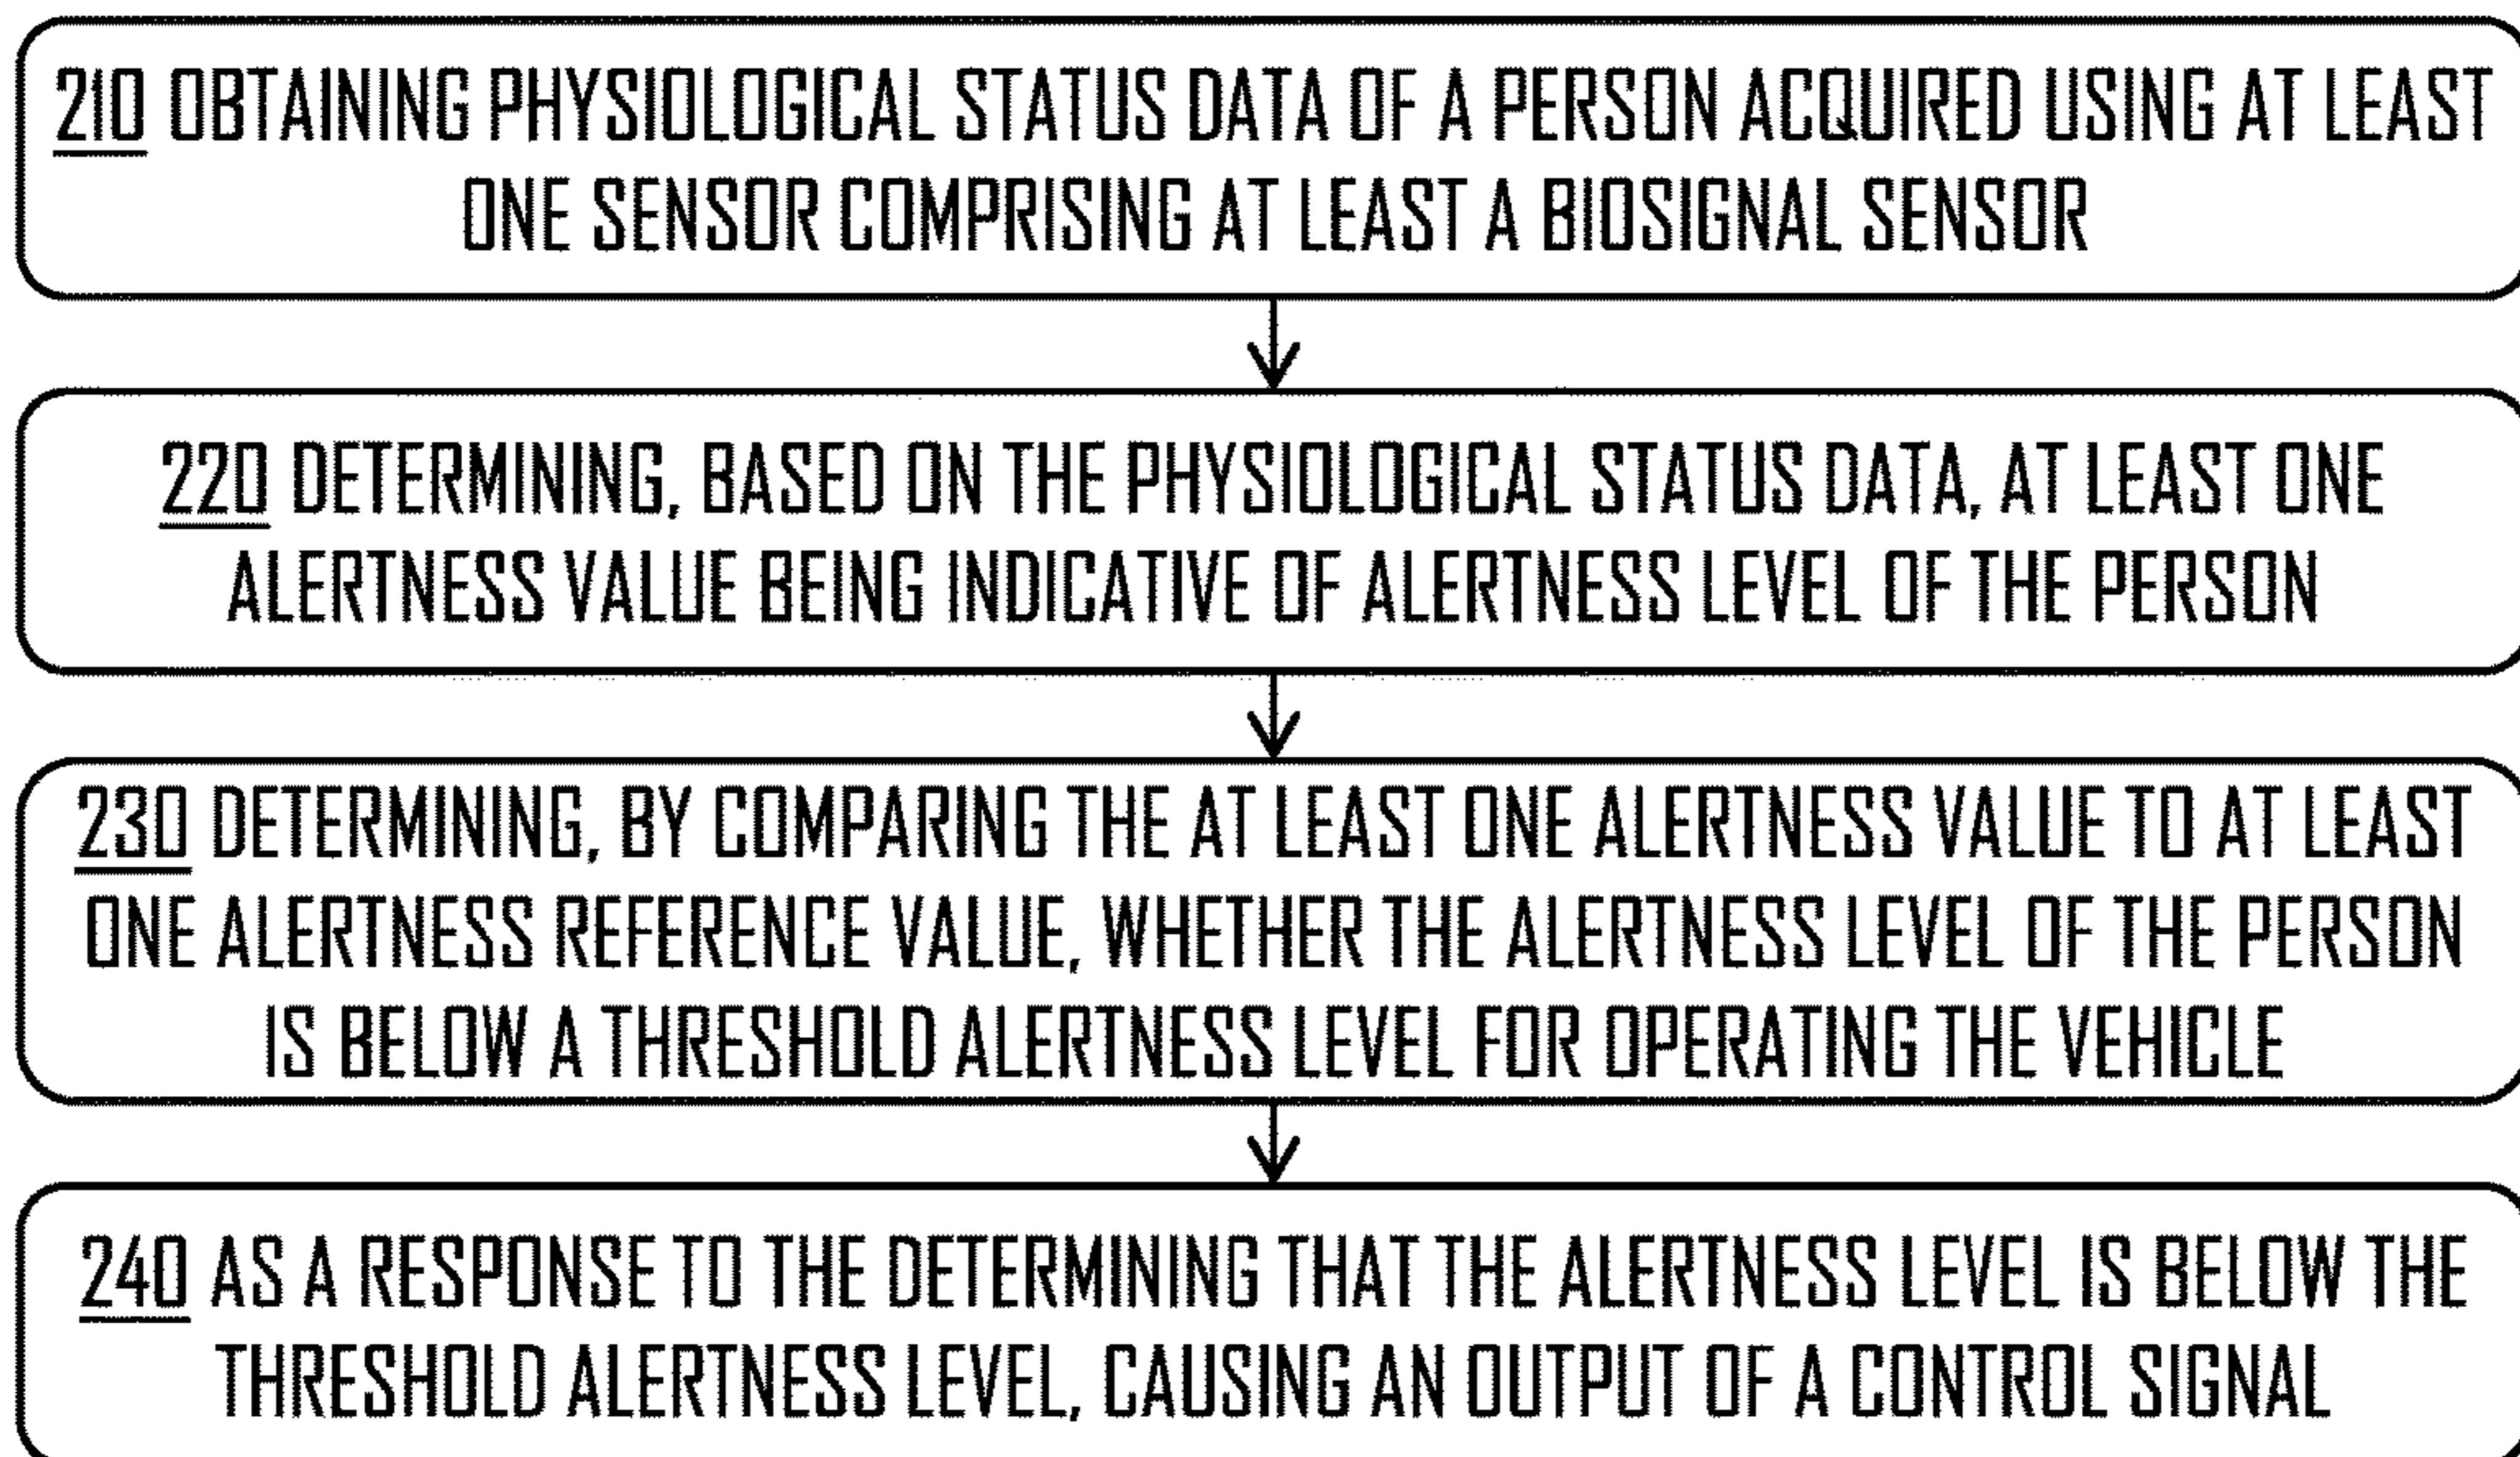 210 OBTAINING PHYSIOLOGICAL STATUS DATA OF A PERSON ACQUIRED USING AT LEAST
ONE SENSOR COMPRISING AT LEAST A BIOSIGNAL SENSOR
220 DETERMINING, BASED ON THE PHYSIOLOGICAL STATUS DATA, AT LEAST ONE
ALERTNESS VALUE BEING INDICATIVE OF ALERTNESS LEVEL OF THE PERSON
230 DETERMINING, BY COMPARING THE AT LEAST ONE ALERTNESS VALUE TO AT LEAST
ONE ALERTNESS REFERENCE VALUE, WHETHER THE ALERTNESS LEVEL OF THE PERSON
IS BELOW A THRESHOLD ALERTNESS LEVEL FOR OPERATING THE VEHICLE
240 AS A RESPONSE TO THE DETERMINING THAT THE ALERTNESS LEVEL IS BELOW THE
THRESHOLD ALERTNESS LEVEL, CAUSING AN OUTPUT OF A CONTROL SIGNAL